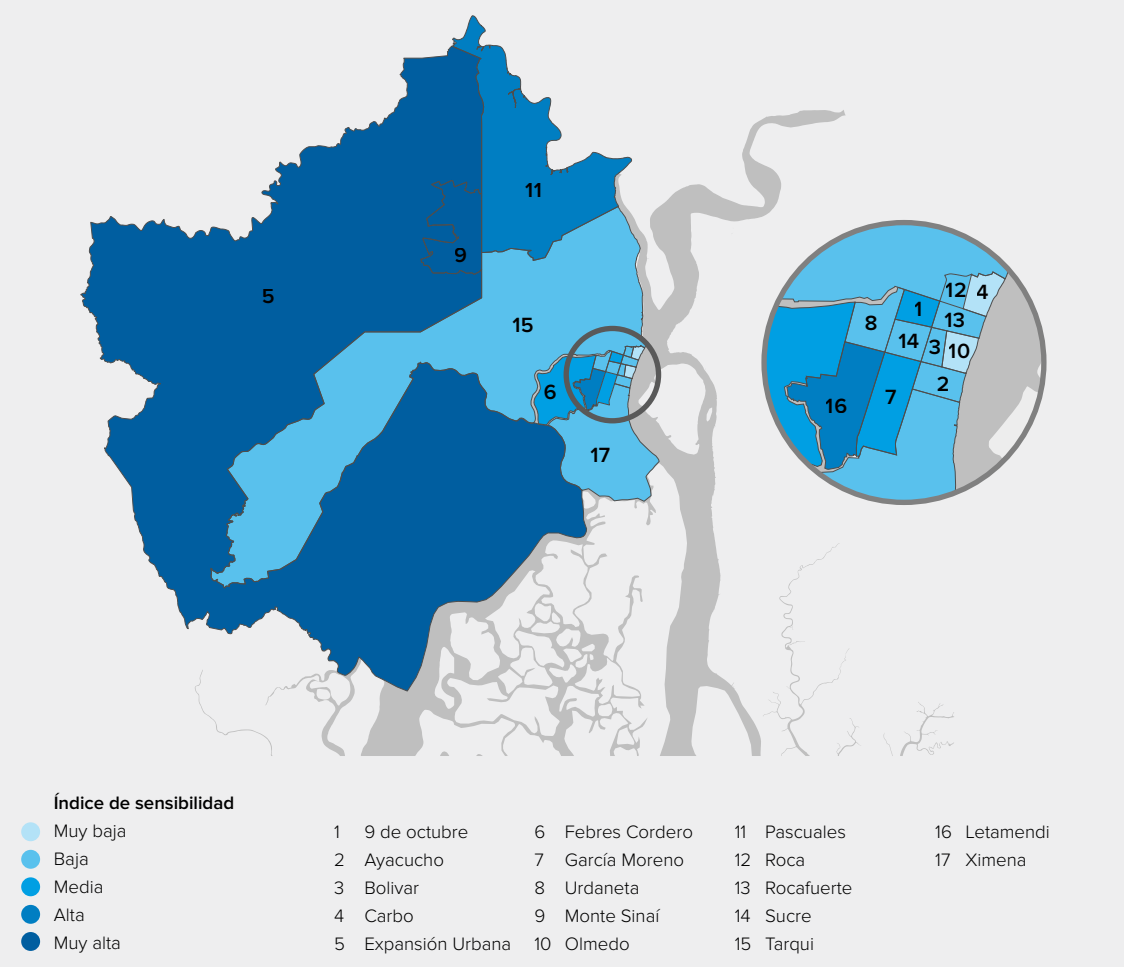 11
9
5
15
6
17
12
4
1
13
8
14
3
10
2
7
16
Índice de sensibilidad
Muy baja
Baja
Media
Alta
Muy alta
1 9 de octubre
2 Ayacucho
3 Bolivar
4 Carbo
5 Expansión Urbana
6 Febres Cordero
7 García Moreno
8 Urdaneta
9 Monte Sinaí
10 Olmedo
11 Pascuales
12 Roca
13 Rocafuerte
14 Sucre
15 Tarqui
16 Letamendi
17 Ximena